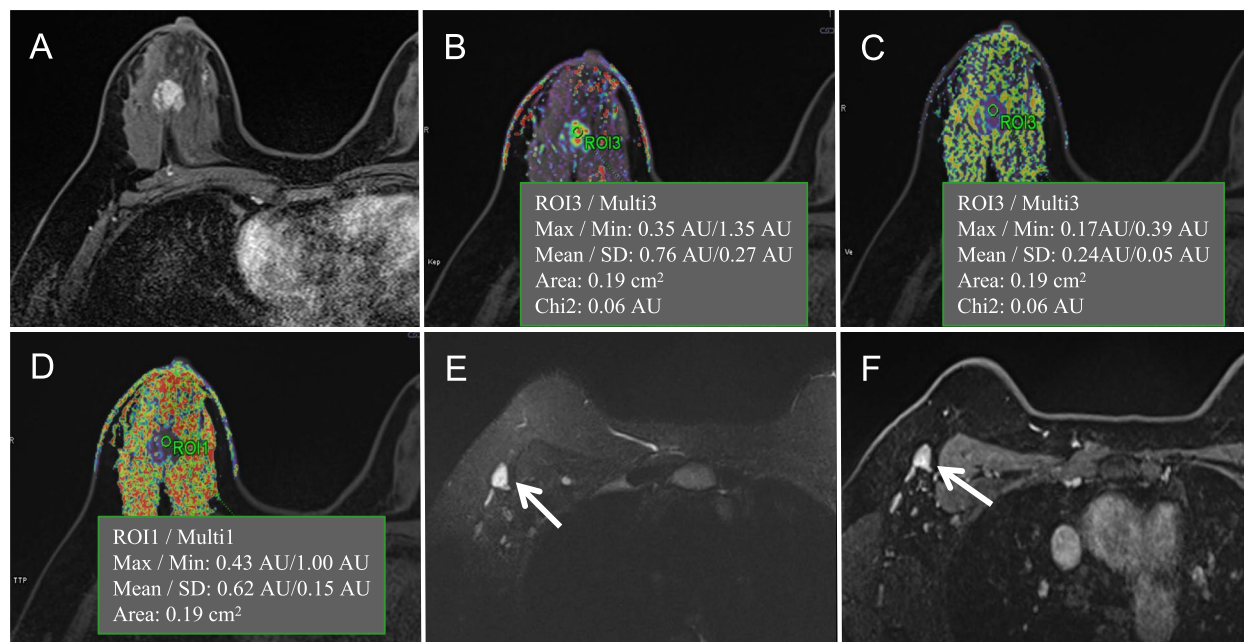 A
B
C
R
R
ROI3
ROI3
ROI3 / Multi3
Max / Min: 0.35 AU/1.35 AU
Mean / SD: 0.76 AU/0.27 AU
Area: 0.19 cm²
Chi2: 0.06 AU
Kep
ROI3 / Multi3
Max / Min: 0.17AU/0.39 AU
Mean / SD: 0.24AU/0.05 AU
Area: 0.19 cm²
Chi2: 0.06 AU
Ve
D
E
F
R
ROI1
ROI1 / Multi1
Max / Min: 0.43 AU/1.00 AU
Mean / SD: 0.62 AU/0.15 AU
Area: 0.19 cm²
TTP